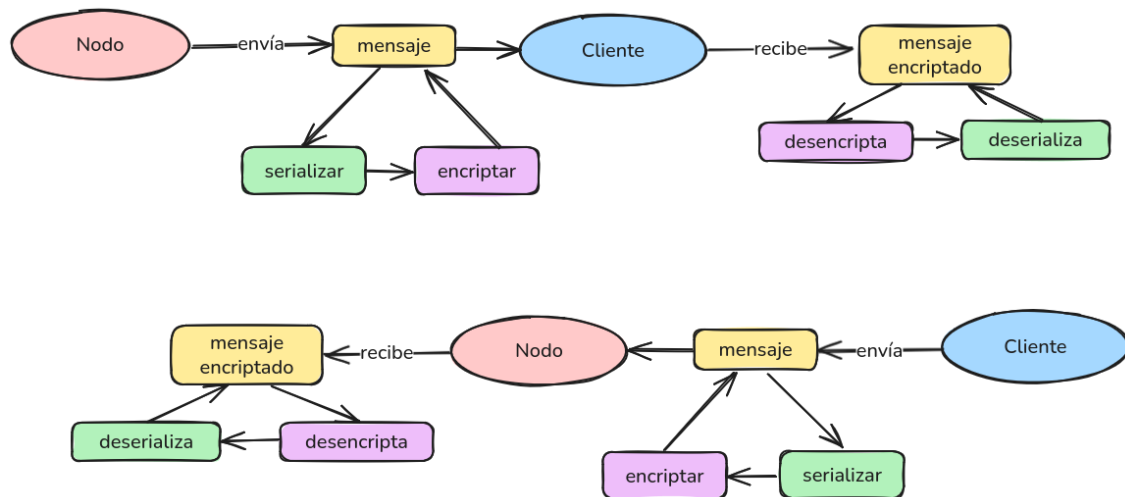 Nodo
envía
mensaje
Cliente
recibe
mensaje
encriptado
serializar
encriptar
desencripta
deserializa
mensaje
encriptado
recibe
Nodo
mensaje
envía
Cliente
deserializa
desencripta
encriptar
serializar